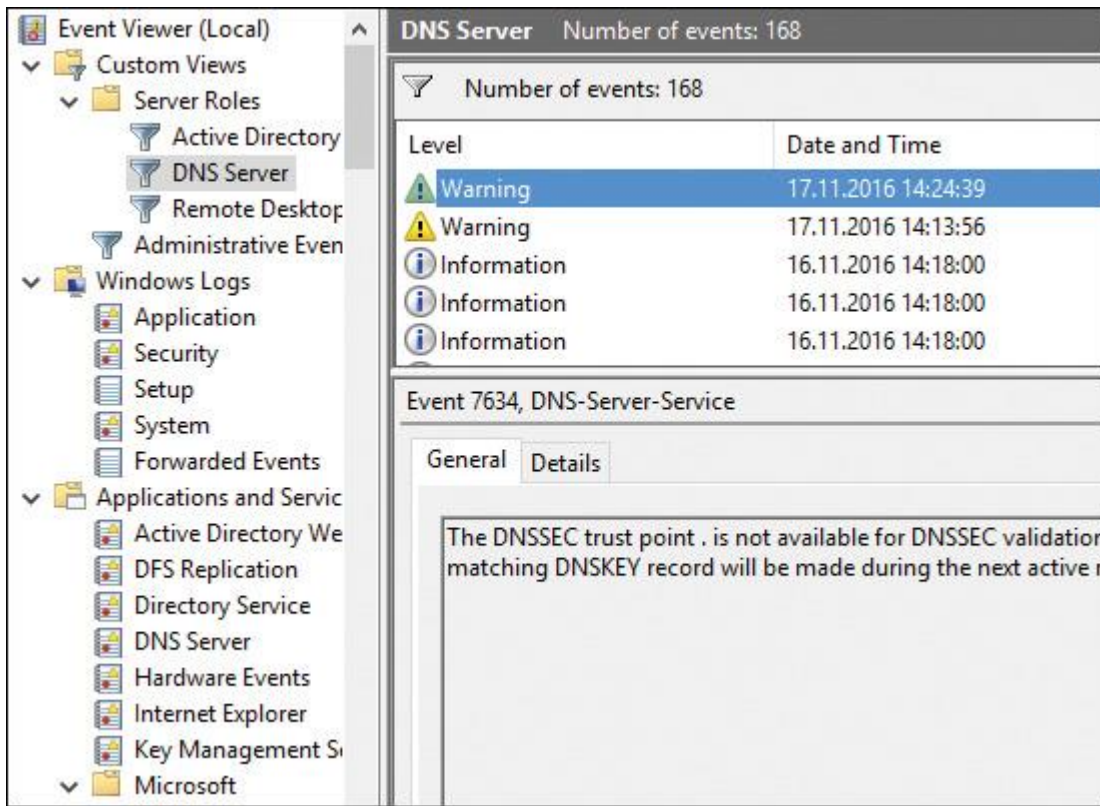 Event Viewer (Local)
Custom Views
Server Roles
Active Directory
DNS Server
Remote Desktop
Administrative Even
Windows Logs
Application
Security
Setup
System
Forwarded Events
Applications and Servic
Active Directory We
DFS Replication
Directory Service
DNS Server
Hardware Events
Internet Explorer
Key Management Se
Microsoft
DNS Server Number of events: 168
Number of events: 168
Level Date and Time
Warning 17.11.2016 14:24:39
Warning 17.11.2016 14:13:56
Information 16.11.2016 14:18:00
Information 16.11.2016 14:18:00
Information 16.11.2016 14:18:00
Event 7634, DNS-Server-Service
General Details
The DNSSEC trust point . is not available for DNSSEC validation
matching DNSKEY record will be made during the next active r